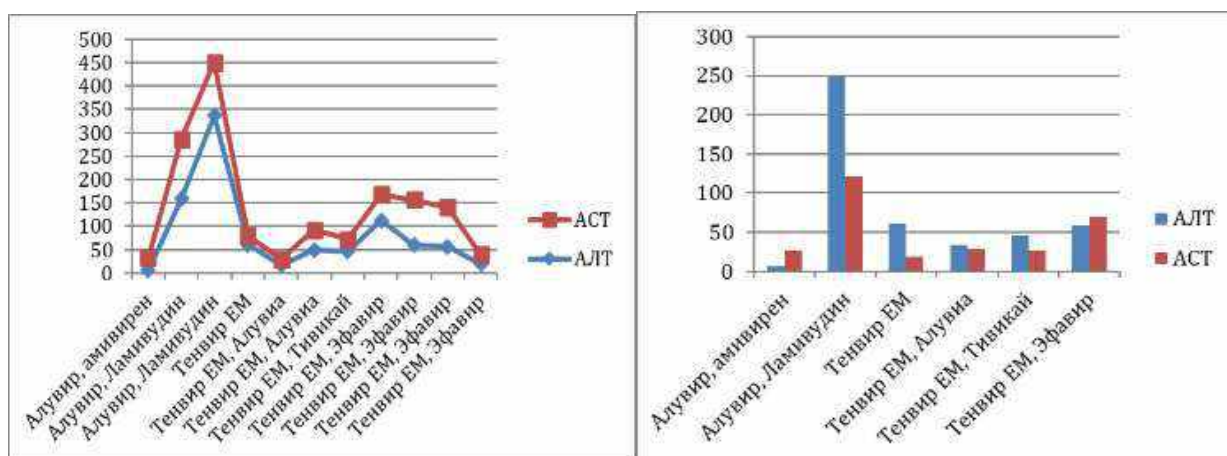 500
450
400
350
300
250
200
150
100
50
0
Алувир, амивирен
Алувир, Ламивудин
Алувир, Ламивудин
Тенвир ЕМ
Тенвир ЕМ, Алувиа
Тенвир ЕМ, Алувиа
Тенвир ЕМ, Тивикай
Тенвир ЕМ, Эфавир
Тенвир ЕМ, Эфавир
Тенвир ЕМ, Эфавир
Тенвир ЕМ, Эфавир
АСТ
АЛТ
300
250
200
150
100
50
0
Алувир, амивирен
Алувир, Ламивудин
Тенвир ЕМ
Тенвир ЕМ, Алувиа
Тенвир ЕМ, Тивикай
Тенвир ЕМ, Эфавир
АЛТ
АСТ